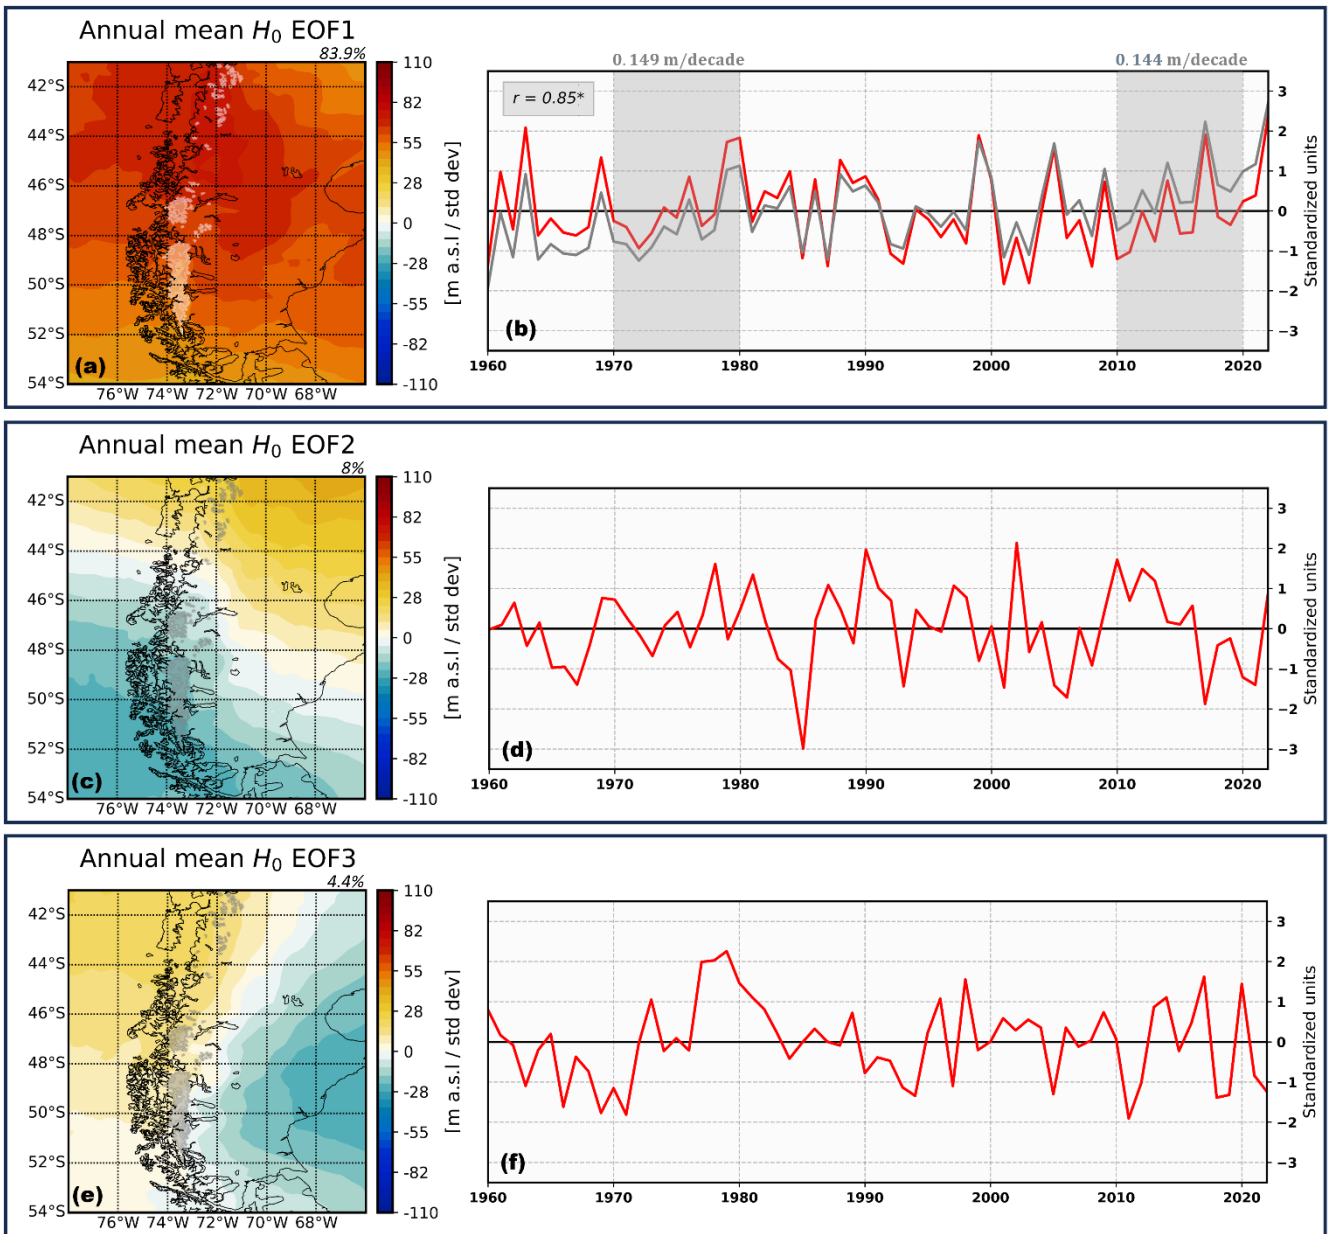 Annual mean H₀ EOF1
83.9%
42°S
44°S
46°S
48°S
50°S
52°S
54°S
(a)
76°W 74°W 72°W 70°W 68°W
110
82
55
28
0
-28
-55
-82
-110
[m a.s.l / std dev]
0.149 m/decade
0.144 m/decade
r = 0.85*
(b)
3
2
1
0
−1
−2
−3
Standardized units
1960 1970 1980 1990 2000 2010 2020
Annual mean H₀ EOF2
8%
42°S
44°S
46°S
48°S
50°S
52°S
54°S
(c)
76°W 74°W 72°W 70°W 68°W
110
82
55
28
0
-28
-55
-82
-110
[m a.s.l / std dev]
(d)
3
2
1
0
−1
−2
−3
Standardized units
1960 1970 1980 1990 2000 2010 2020
Annual mean H₀ EOF3
4.4%
42°S
44°S
46°S
48°S
50°S
52°S
54°S
(e)
76°W 74°W 72°W 70°W 68°W
110
82
55
28
0
-28
-55
-82
-110
[m a.s.l / std dev]
(f)
3
2
1
0
−1
−2
−3
Standardized units
1960 1970 1980 1990 2000 2010 2020